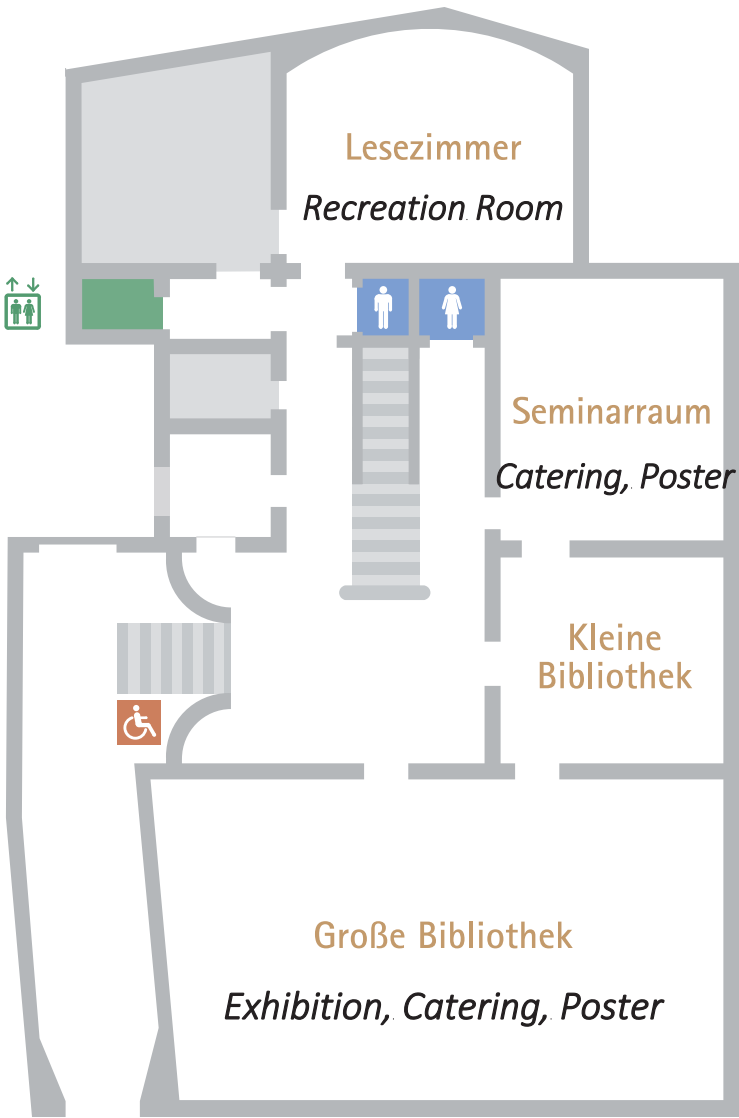 Lesezimmer
Recreation Room
Seminarraum
Catering, Poster
Kleine
Bibliothek
Große Bibliothek
Exhibition, Catering, Poster